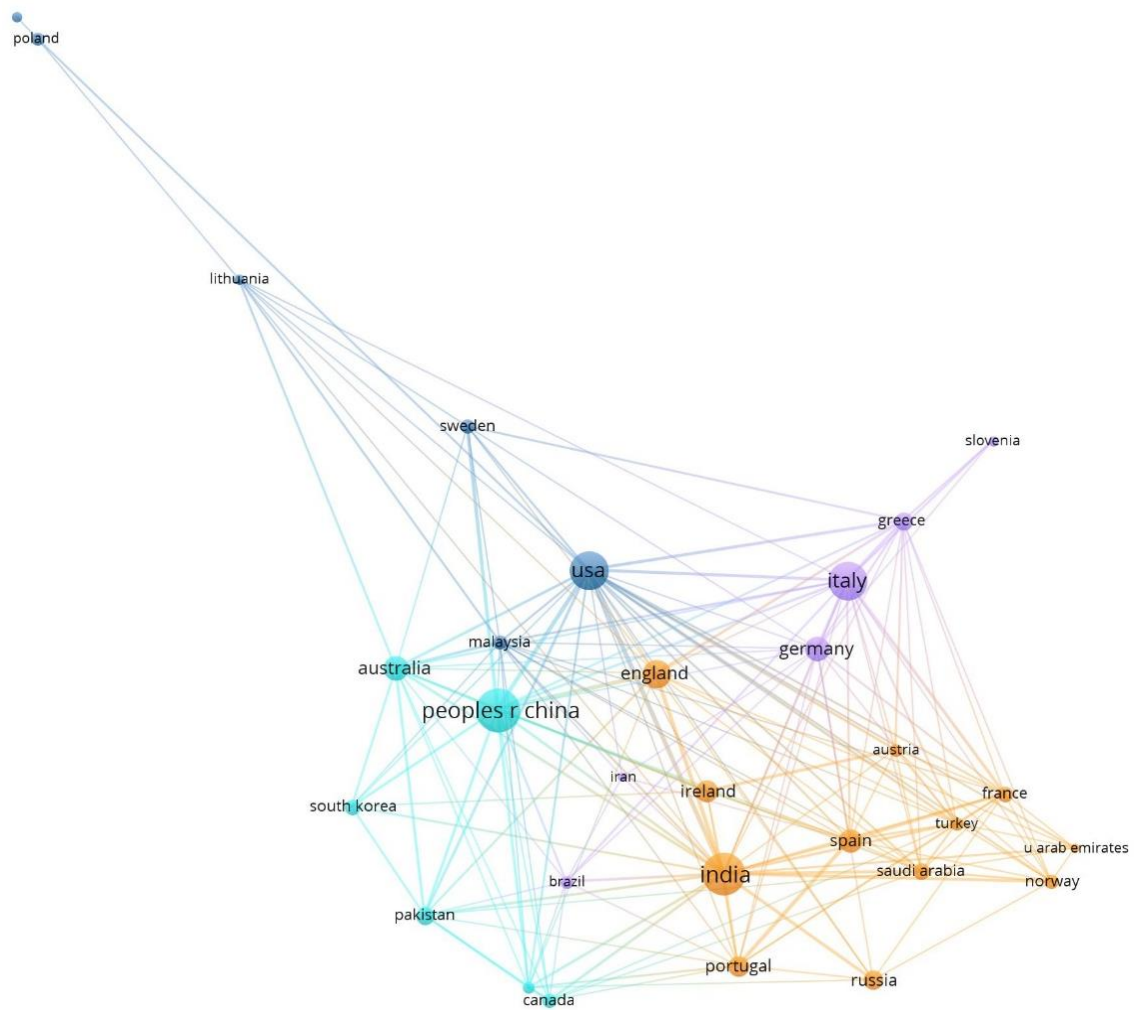 poland
lithuania
sweden
slovenia
greece
usa
italy
malaysia
germany
australia
england
peoples r china
austria
iran
ireland
france
south korea
turkey
spain
u arab emirates
india
saudi arabia
brazil
norway
pakistan
portugal
russia
canada